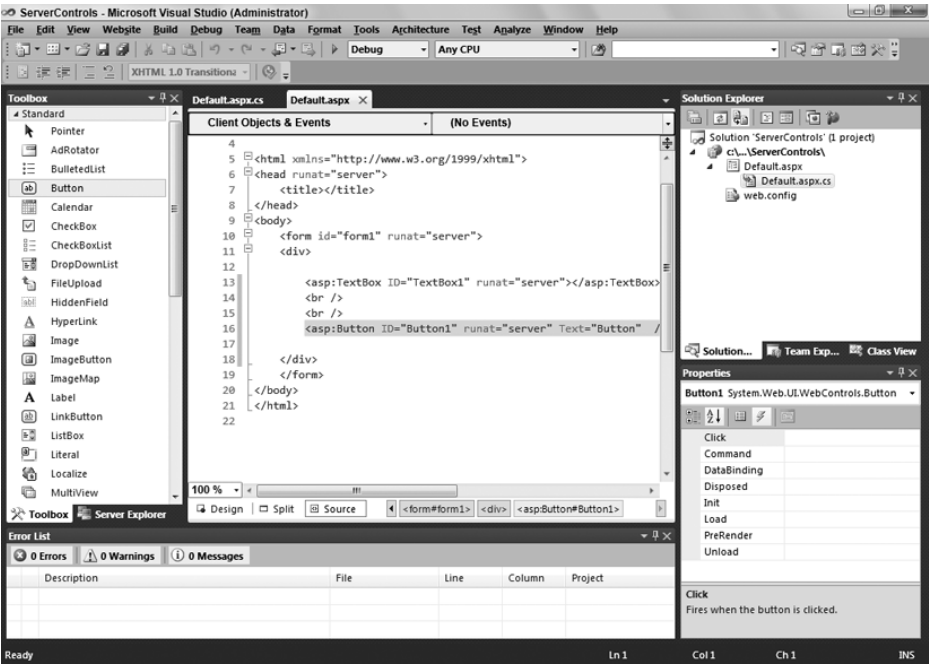 ServerControls - Microsoft Visual Studio (Administrator)
File Edit View Website Build Debug Team Data Format Tools Architecture Test Analyze Window Help
Debug Any CPU
XHTML 1.0 Transitiona
Toolbox
Standard
Pointer
AdRotator
BulletedList
Button
Calendar
CheckBox
CheckBoxList
DropDownList
FileUpload
HiddenField
HyperLink
Image
ImageButton
ImageMap
Label
LinkButton
ListBox
Literal
Localize
MultiView
Toolbox Server Explorer
Default.aspx.cs Default.aspx
Client Objects & Events (No Events)
4
5 <html xmlns="http://www.w3.org/1999/xhtml">
6 <head runat="server">
7 <title></title>
8 </head>
9 <body>
10 <form id="form1" runat="server">
11 <div>
12
13 <asp:TextBox ID="TextBox1" runat="server"></asp:TextBox>
14 <br />
15 <br />
16 <asp:Button ID="Button1" runat="server" Text="Button" /
17
18 </div>
19 </form>
20 </body>
21 </html>
22
100 %
Design Split Source <form#form1> <div> <asp:Button#Button1>
Solution Explorer
Solution 'ServerControls' (1 project)
c:\...\ServerControls\
Default.aspx
Default.aspx.cs
web.config
Solution... Team Exp... Class View
Properties
Button1 System.Web.UI.WebControls.Button
Click
Command
DataBinding
Disposed
Init
Load
PreRender
Unload
Click
Fires when the button is clicked.
Error List
0 Errors 0 Warnings 0 Messages
Description File Line Column Project
Ready Ln 1 Col 1 Ch 1 INS